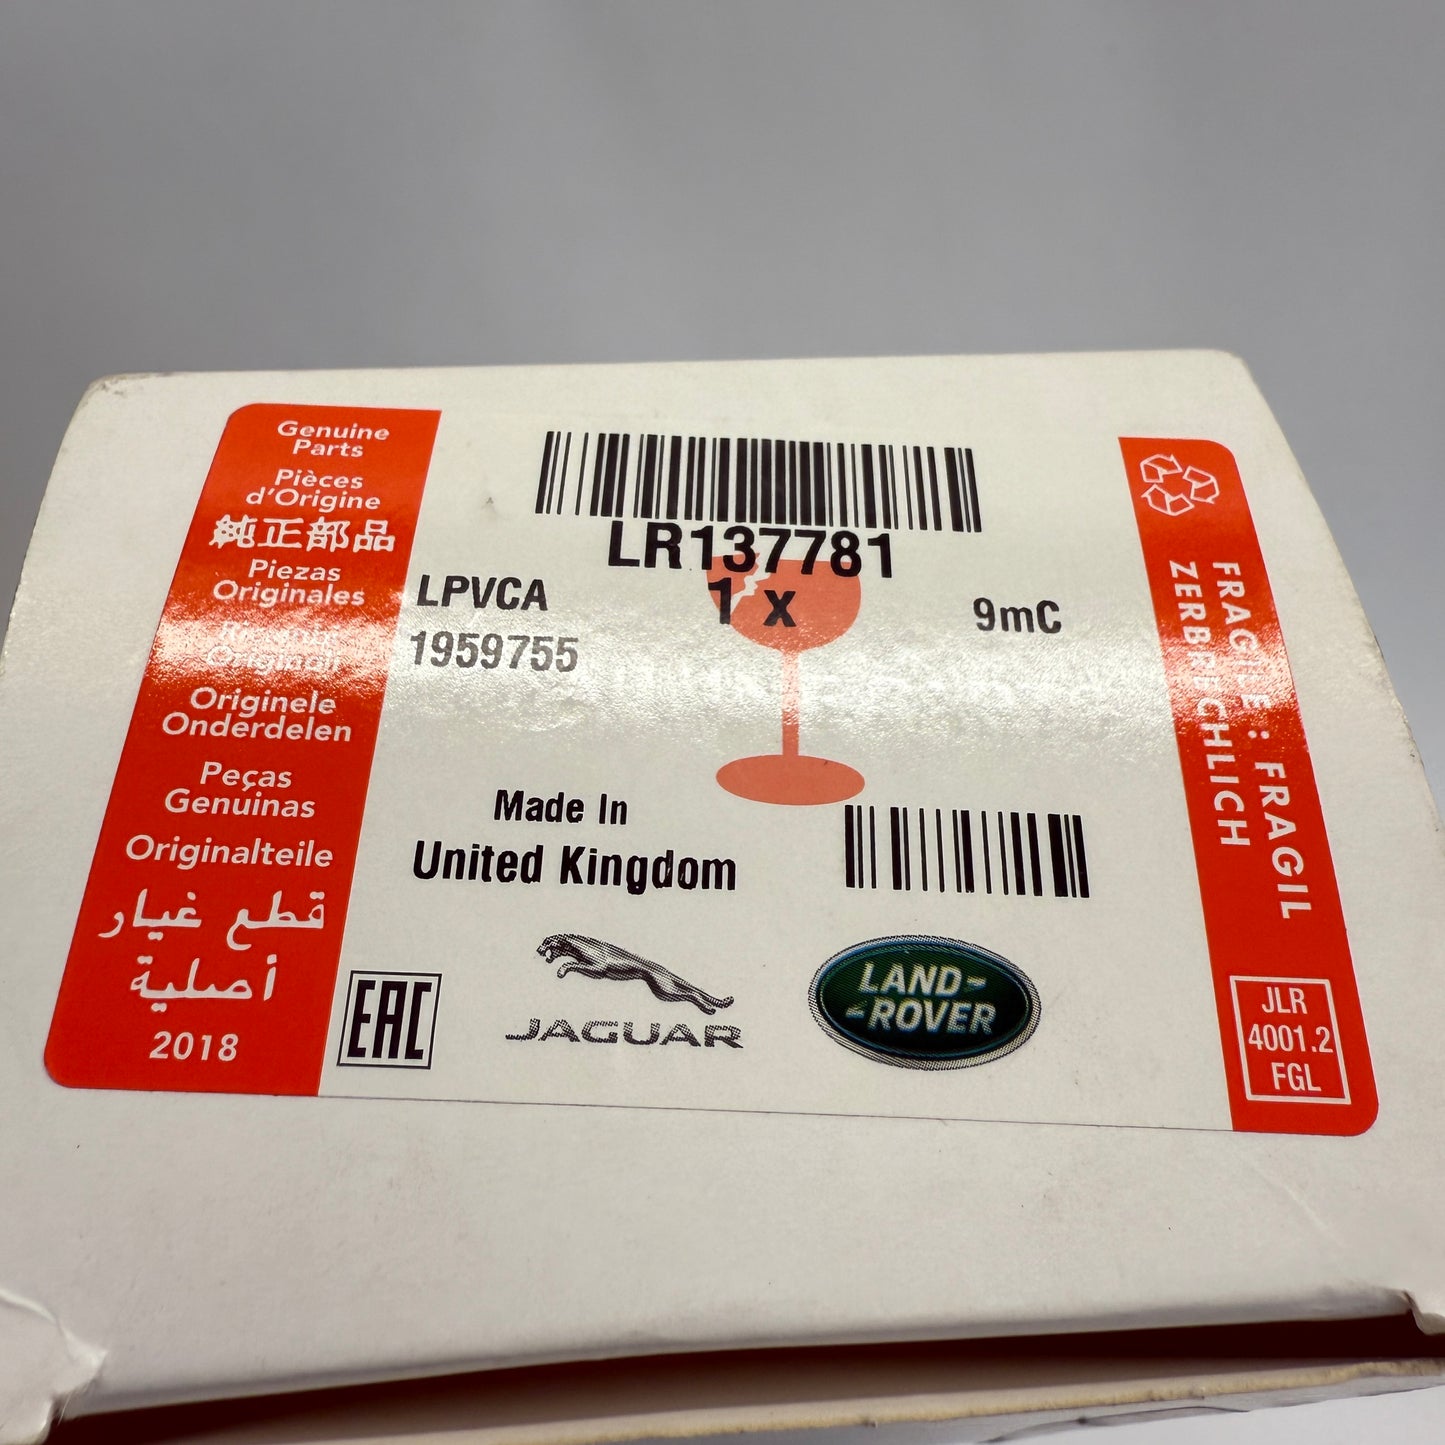 Genuine
Parts
Pièces
d'Origine
純正部品
Piezas
Originales
Ricambi
Originali
Originele
Onderdelen
Peças
Genuinas
Originalteile
قطع غيار
أصلية
2018
LR137781
1 x
LPVCA
9mC
1959755
Made In
United Kingdom
EAC
JAGUAR
LAND-
-ROVER
FRAGILE : FRAGIL
ZERBRECHLICH
JLR
4001.2
FGL